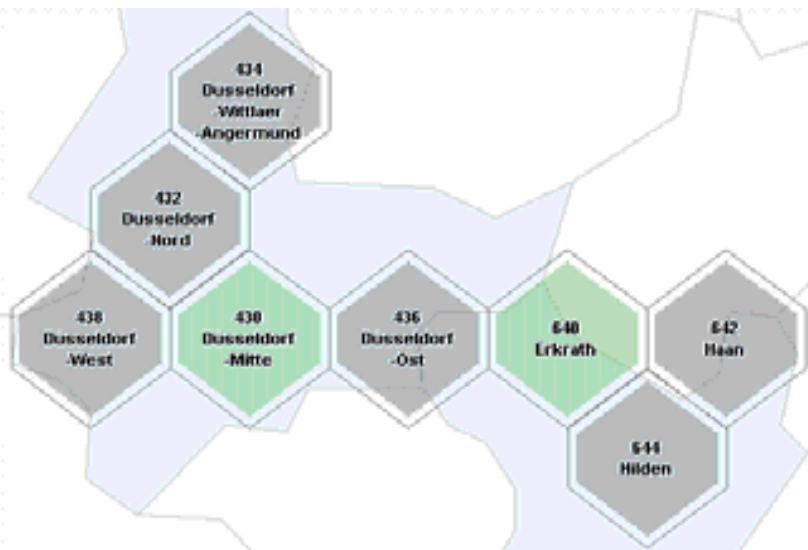 434
Dusseldorf
-Wittlaer
-Angermund
432
Dusseldorf
-Nord
438
Dusseldorf
-West
430
Dusseldorf
-Mitte
436
Dusseldorf
-Ost
640
Erkrath
642
Haan
644
Hilden